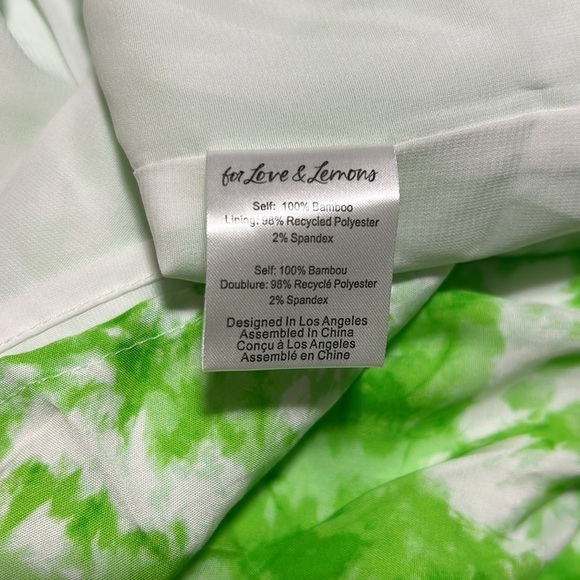 for Love & Lemons
Self: 100% Bamboo
Lining: 98% Recycled Polyester
2% Spandex
Self: 100% Bambou
Doublure: 98% Recyclé Polyester
2% Spandex
Designed In Los Angeles
Assembled In China
Conçu à Los Angeles
Assemblé en Chine